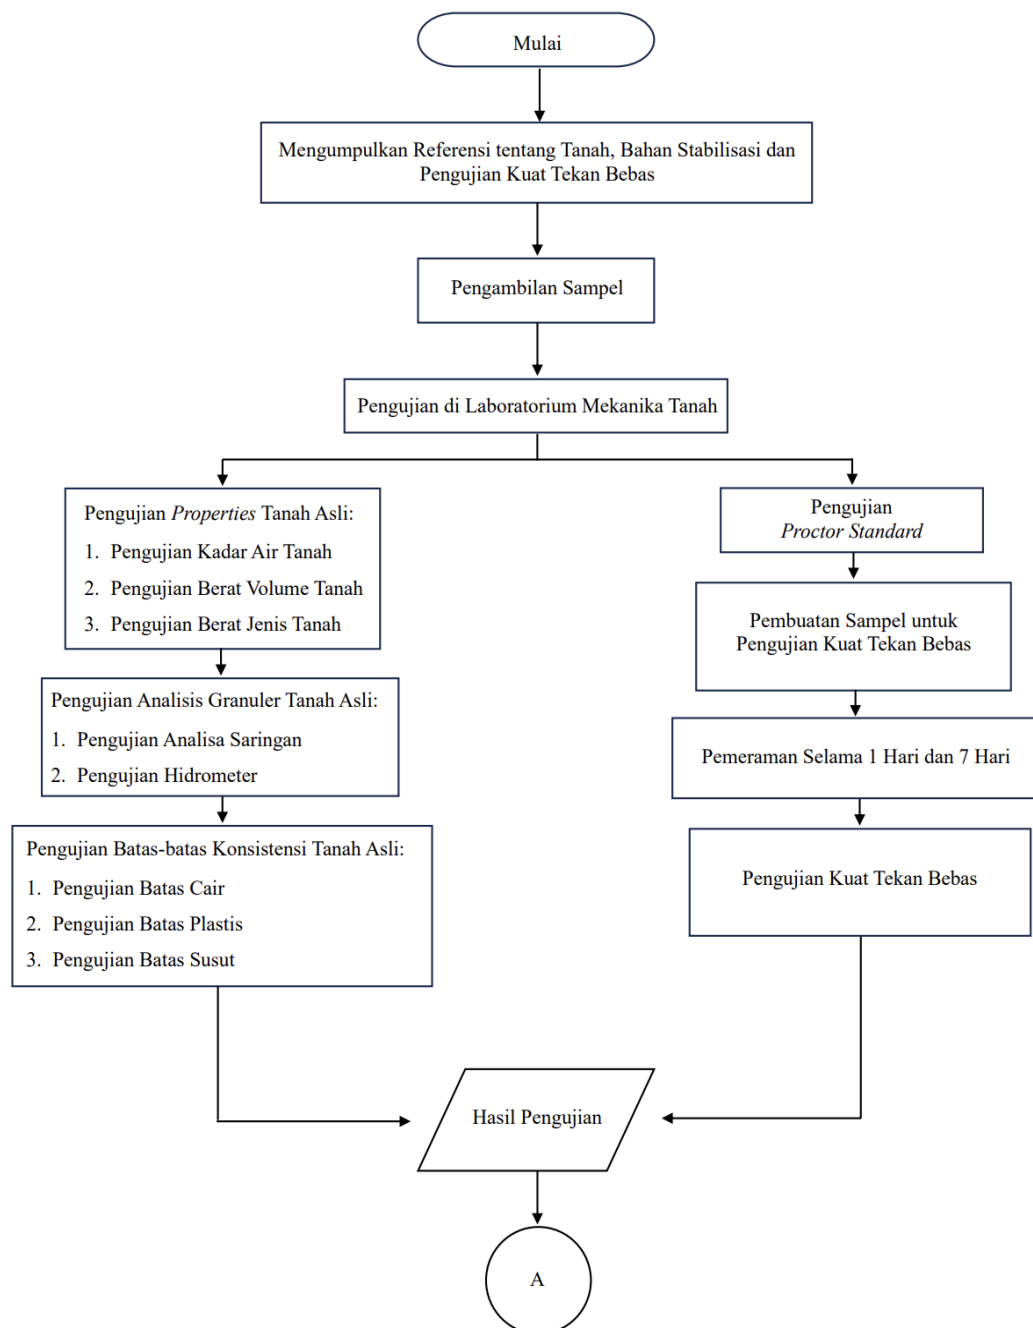 Mulai
Mengumpulkan Referensi tentang Tanah, Bahan Stabilisasi dan
Pengujian Kuat Tekan Bebas
Pengambilan Sampel
Pengujian di Laboratorium Mekanika Tanah
Pengujian Properties Tanah Asli:
1. Pengujian Kadar Air Tanah
2. Pengujian Berat Volume Tanah
3. Pengujian Berat Jenis Tanah
Pengujian Analisis Granuler Tanah Asli:
1. Pengujian Analisa Saringan
2. Pengujian Hidrometer
Pengujian Batas-batas Konsistensi Tanah Asli:
1. Pengujian Batas Cair
2. Pengujian Batas Plastis
3. Pengujian Batas Susut
Pengujian
Proctor Standard
Pembuatan Sampel untuk
Pengujian Kuat Tekan Bebas
Pemeraman Selama 1 Hari dan 7 Hari
Pengujian Kuat Tekan Bebas
Hasil Pengujian
A